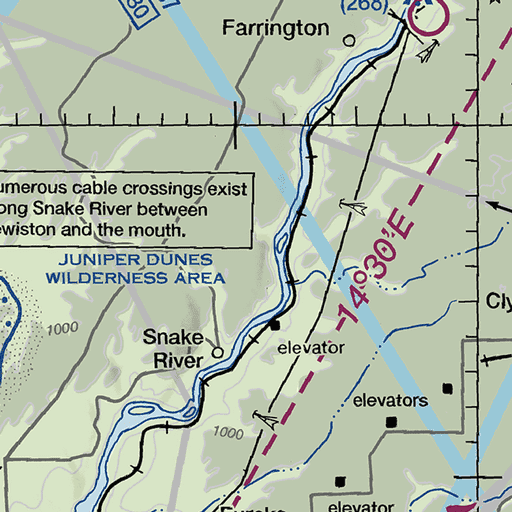 (268)
Farrington
umerous cable crossings exist
ong Snake River between
ewiston and the mouth.
JUNIPER DUNES
WILDERNESS AREA
14°30'E
1000
Snake
River
elevator
Cly
elevators
1000
elevator